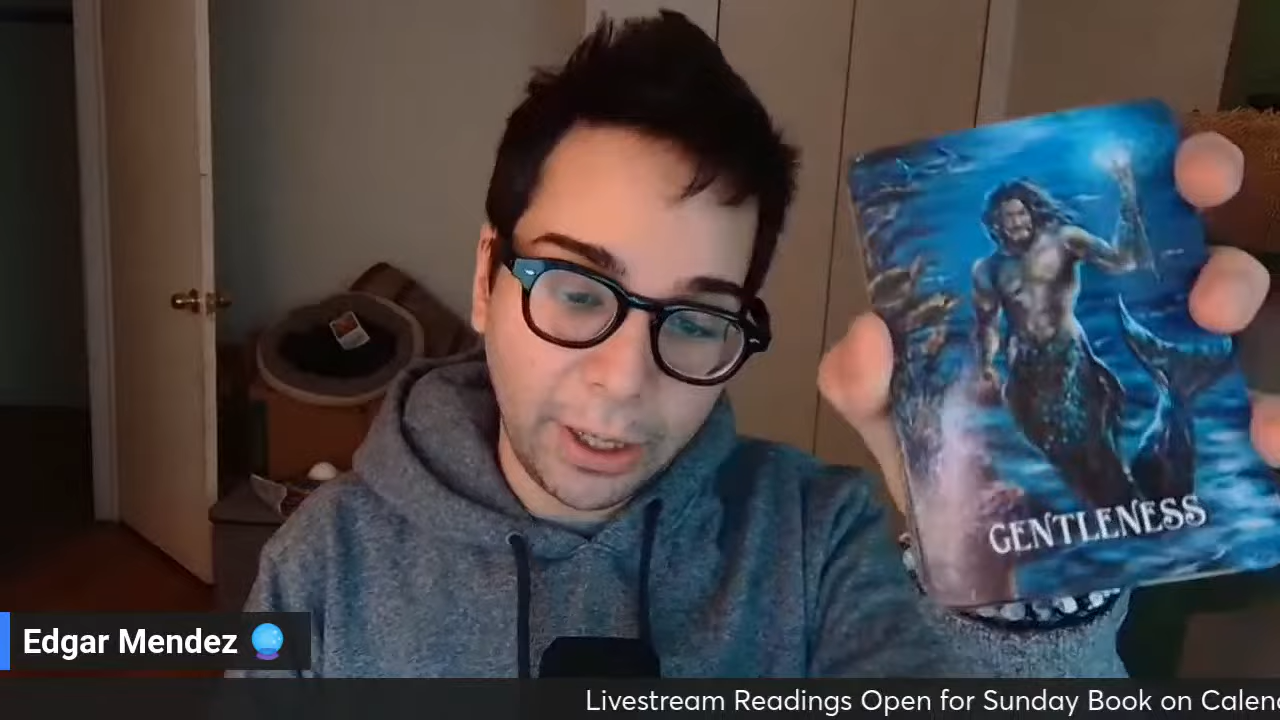 GENTLENESS
Edgar Mendez 🔮
Livestream Readings Open for Sunday Book on Calen